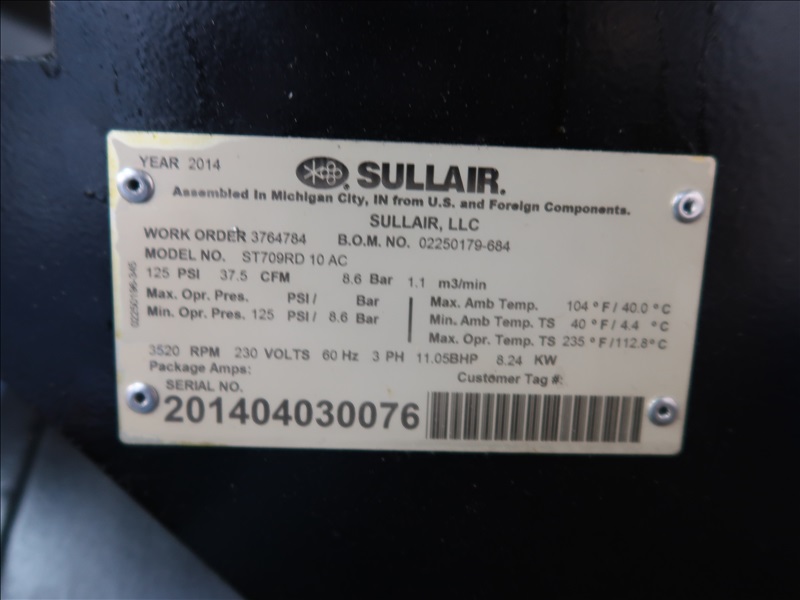 YEAR 2014
SULLAIR.
Assembled In Michigan City, IN from U.S. and Foreign Components.
SULLAIR, LLC
WORK ORDER 3764784 B.O.M. NO. 02250179-684
MODEL NO. ST709RD 10 AC
125 PSI 37.5 CFM 8.6 Bar 1.1 m3/min
Max. Opr. Pres. PSI / Bar
Min. Opr. Pres. 125 PSI / 8.6 Bar
Max. Amb Temp. 104 °F / 40.0 °C
Min. Amb Temp. TS 40 °F / 4.4 °C
Max. Opr. Temp. TS 235 °F / 112.8 °C
3520 RPM 230 VOLTS 60 Hz 3 PH 11.05BHP 8.24 KW
Package Amps:
Customer Tag #:
SERIAL NO.
201404030076
02250196-345